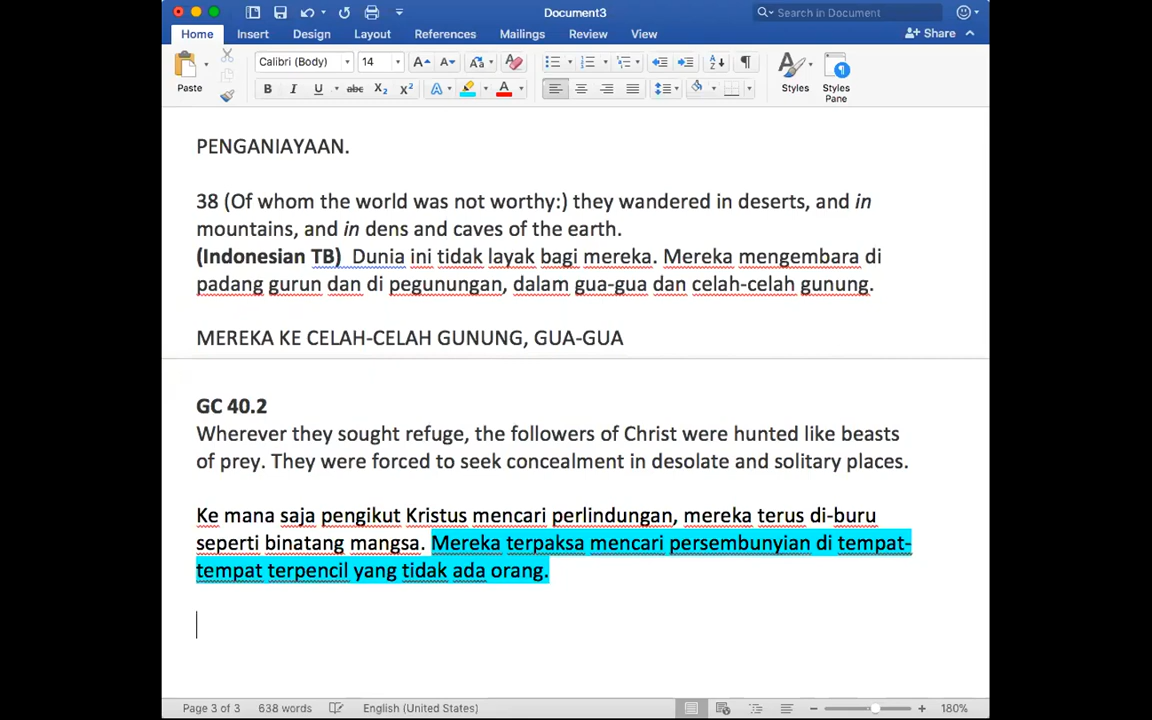 Document3
Search in Document
Home Insert Design Layout References Mailings Review View Share
Calibri (Body) 14
Paste
B I U abc X2 X2 A A
Styles Styles Pane
PENGANIAYAAN.
38 (Of whom the world was not worthy:) they wandered in deserts, and in
mountains, and in dens and caves of the earth.
(Indonesian TB) Dunia ini tidak layak bagi mereka. Mereka mengembara di
padang gurun dan di pegunungan, dalam gua-gua dan celah-celah gunung.
MEREKA KE CELAH-CELAH GUNUNG, GUA-GUA
GC 40.2
Wherever they sought refuge, the followers of Christ were hunted like beasts
of prey. They were forced to seek concealment in desolate and solitary places.
Ke mana saja pengikut Kristus mencari perlindungan, mereka terus di-buru
seperti binatang mangsa. Mereka terpaksa mencari persembunyian di tempat-
tempat terpencil yang tidak ada orang.
Page 3 of 3 638 words English (United States) 180%